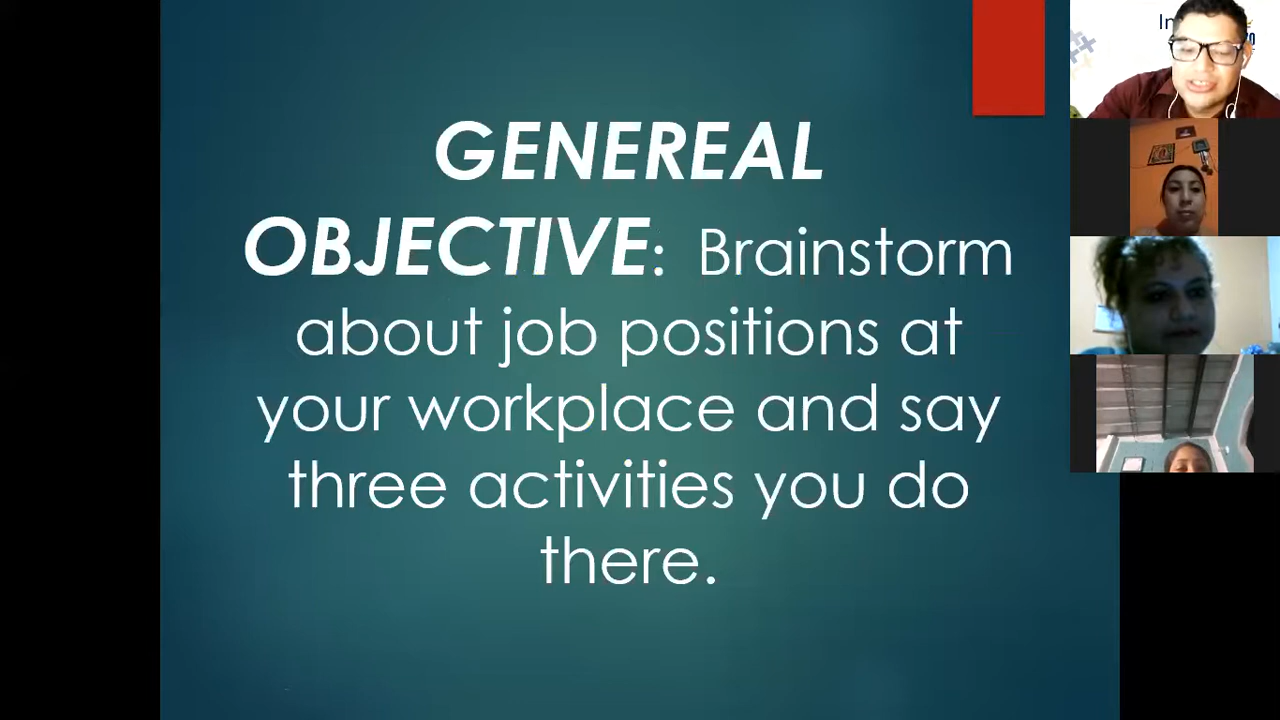 GENEREAL
OBJECTIVE: Brainstorm
about job positions at
your workplace and say
three activities you do
there.